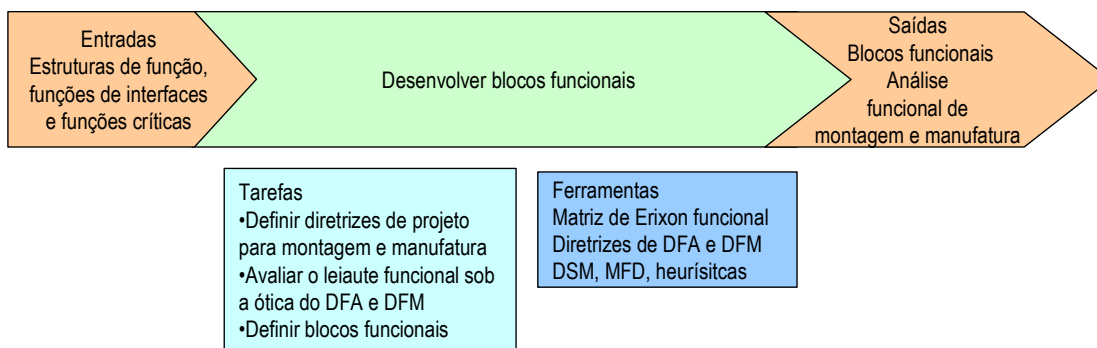 Entradas
Estruturas de função,
funções de interfaces
e funções críticas
Desenvolver blocos funcionais
Saídas
Blocos funcionais
Análise
funcional de
montagem e manufatura
Tarefas
•Definir diretrizes de projeto
para montagem e manufatura
•Avaliar o leiaute funcional sob
a ótica do DFA e DFM
•Definir blocos funcionais
Ferramentas
Matriz de Erixon funcional
Diretrizes de DFA e DFM
DSM, MFD, heurísitcas